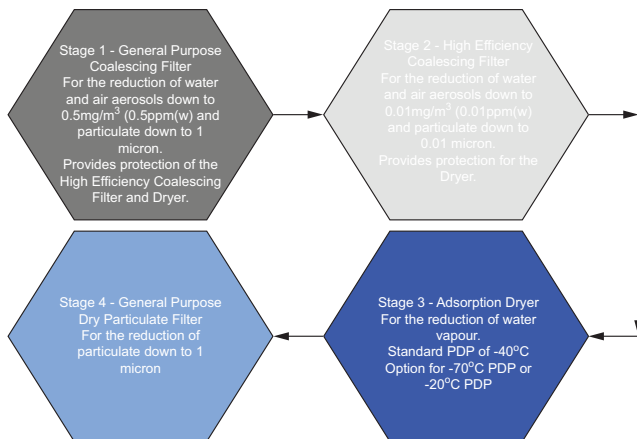 Stage 1 - General Purpose
Coalescing Filter
For the reduction of water
and air aerosols down to
0.5mg/m³ (0.5ppm(w) and
particulate down to 1
micron.
Provides protection of the
High Efficiency Coalescing
Filter and Dryer.
Stage 2 - High Efficiency
Coalescing Filter
For the reduction of water
and air aerosols down to
0.01mg/m³ (0.01ppm(w)
and particulate down to
0.01 micron.
Provides protection for the
Dryer.
Stage 4 - General Purpose
Dry Particulate Filter
For the reduction of
particulate down to 1
micron
Stage 3 - Adsorption Dryer
For the reduction of water
vapour.
Standard PDP of -40°C
Option for -70°C PDP or
-20°C PDP